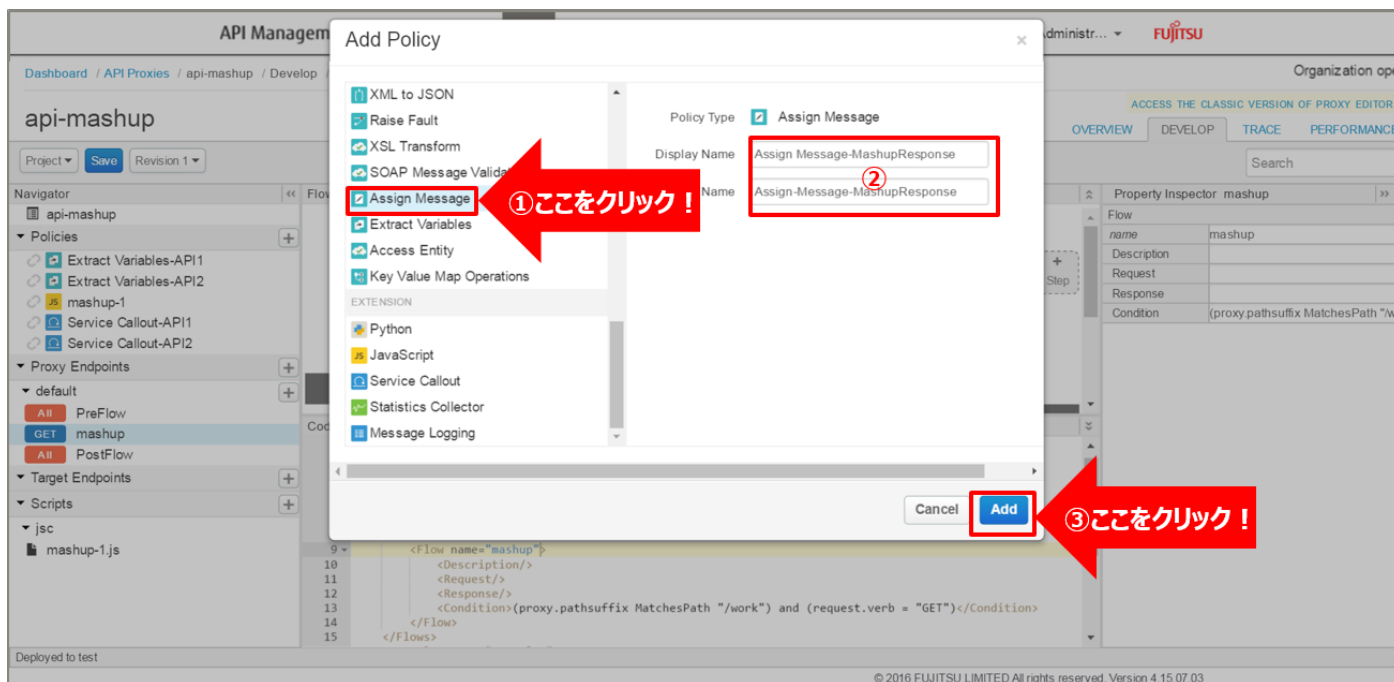 API Managem
dministr...
FUJITSU
Dashboard / API Proxies / api-mashup / Develop /
Organization ope
ACCESS THE CLASSIC VERSION OF PROXY EDITOR
api-mashup
OVERVIEW DEVELOP TRACE PERFORMANCE
Project Save Revision 1
Search
Navigator
api-mashup
Policies
Extract Variables-API1
Extract Variables-API2
JS mashup-1
Service Callout-API1
Service Callout-API2
Proxy Endpoints
default
All PreFlow
GET mashup
All PostFlow
Target Endpoints
Scripts
jsc
mashup-1.js
Flow
Cod
Add Policy
×
XML to JSON
Raise Fault
XSL Transform
SOAP Message Valida
Assign Message
Extract Variables
Access Entity
Key Value Map Operations
EXTENSION
Python
JS JavaScript
Service Callout
Statistics Collector
Message Logging
①ここをクリック！
Policy Type Assign Message
Display Name Assign Message-MashupResponse
②
Name Assign-Message-MashupResponse
Cancel Add
③ここをクリック！
+
Step
Property Inspector mashup
Flow
name mashup
Description
Request
Response
Condition (proxy.pathsuffix MatchesPath "/w
9 <Flow name="mashup">
10 <Description/>
11 <Request/>
12 <Response/>
13 <Condition>(proxy.pathsuffix MatchesPath "/work") and (request.verb = "GET")</Condition>
14 </Flow>
15 </Flows>
Deployed to test
© 2016 FUJITSU LIMITED All rights reserved. Version 4.15.07.03